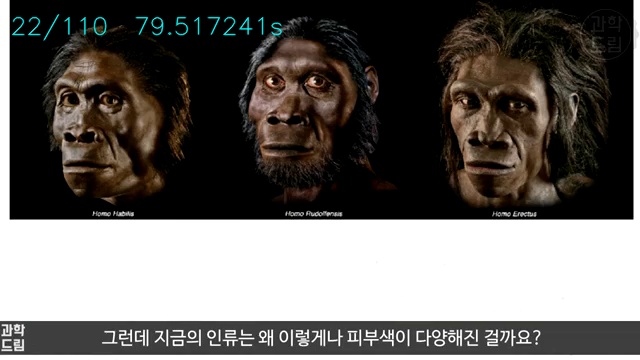 22/110 79.517241s
과학
드림
Homo Habilis
Homo Rudolfensis
Homo Erectus
과학
드림
그런데 지금의 인류는 왜 이렇게나 피부색이 다양해진 걸까요?